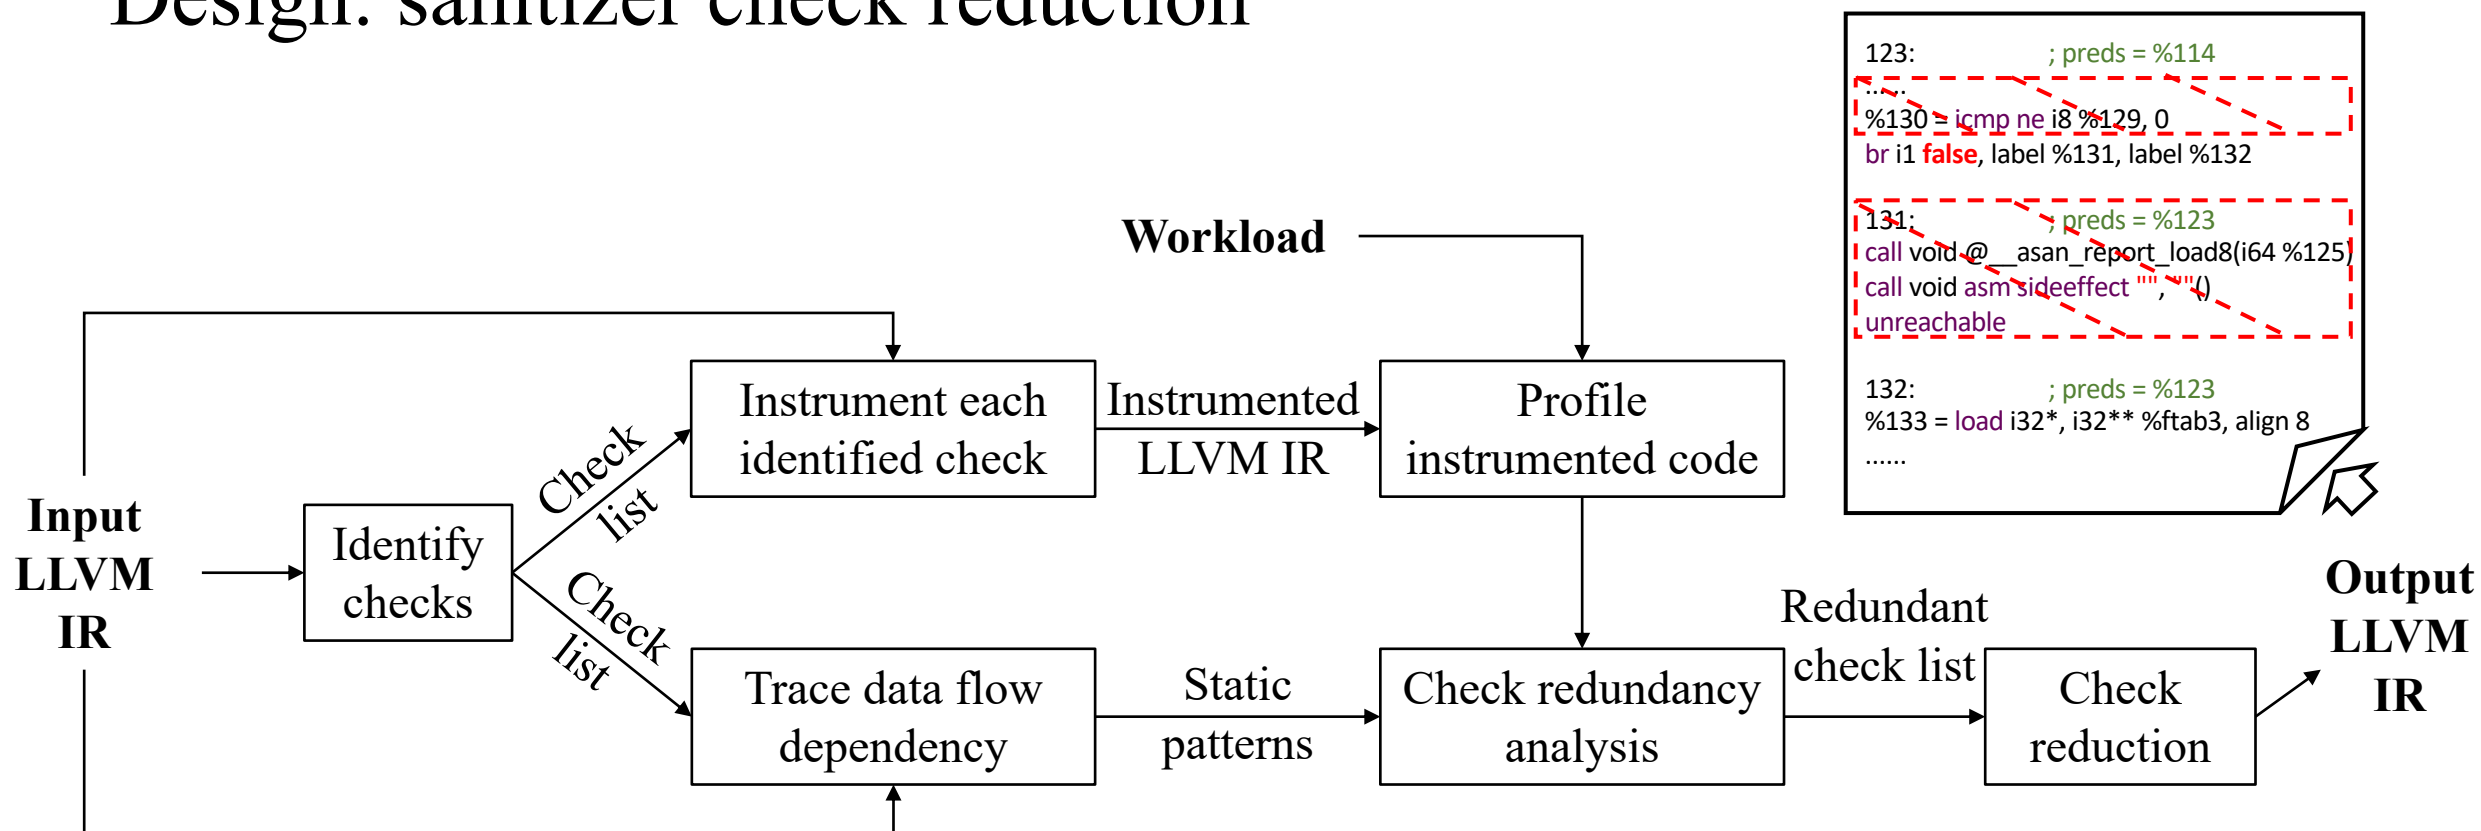 Design: sanitizer check reduction
123: ; preds = %114
......
%130 = icmp ne i8 %129, 0
br i1 false, label %131, label %132
131: ; preds = %123
call void @__asan_report_load8(i64 %125)
call void asm sideeffect "", ""()
unreachable
132: ; preds = %123
%133 = load i32*, i32** %ftab3, align 8
......
Workload
Instrument each
identified check
Instrumented
LLVM IR
Profile
instrumented code
Check
list
Input
LLVM
IR
Identify
checks
Check
list
Trace data flow
dependency
Static
patterns
Check redundancy
analysis
Redundant
check list
Check
reduction
Output
LLVM
IR